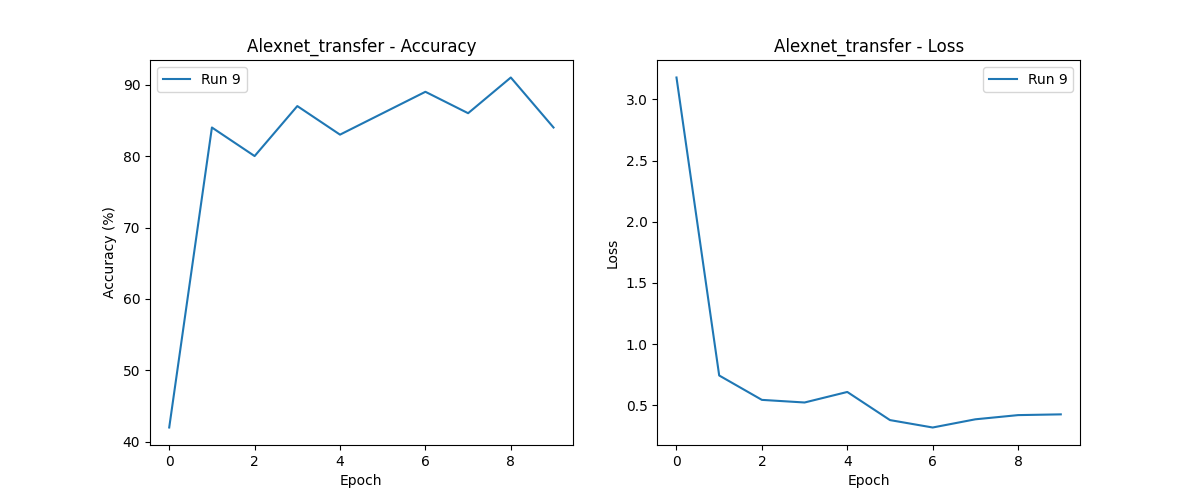 Alexnet_transfer - Accuracy
Run 9
90
80
70
60
50
40
Accuracy (%)
0 2 4 6 8
Epoch
Alexnet_transfer - Loss
Run 9
3.0
2.5
2.0
1.5
1.0
0.5
Loss
0 2 4 6 8
Epoch